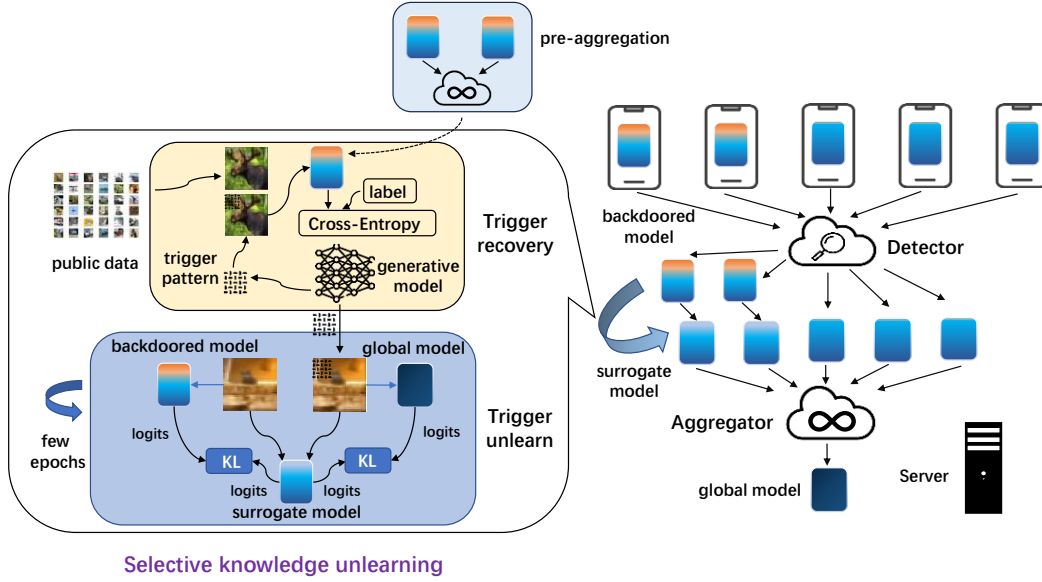 pre-aggregation
label
Cross-Entropy
Trigger
recovery
public data
trigger
pattern
generative
model
backdoored model
global model
logits
logits
KL
KL
few
epochs
logits
logits
surrogate model
Trigger
unlearn
Selective knowledge unlearning
backdoored
model
Detector
surrogate
model
Aggregator
global model
Server